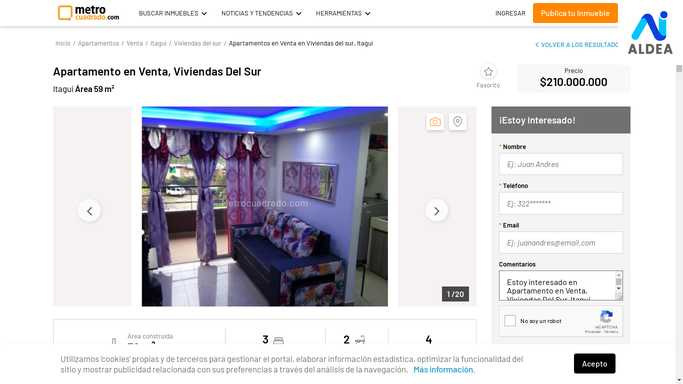 metro cuadrado.com
BUSCAR INMUEBLES
NOTICIAS Y TENDENCIAS
HERRAMIENTAS
INGRESAR
Publica tu Inmueble
AI
ALDEA
Inicio / Apartamentos / Venta / Itagui / Viviendas del sur / Apartamentos en Venta en Viviendas del sur, Itagui
< VOLVER A LOS RESULTADO
Apartamento en Venta, Viviendas Del Sur
Itagui Área 59 m²
Favorito
Precio
$210.000.000
metrocuadrado.com
1 / 20
¡Estoy Interesado!
* Nombre
Ej: Juan Andres
* Teléfono
Ej: 322*******
* Email
Ej: juanandres@email.com
Comentarios
Estoy interesado en
Apartamento en Venta,
Viviendas Del Sur, Itagui
No soy un robot
reCAPTCHA
Privacidad - Términos
Área construida
3
2
4
Utilizamos 'cookies' propias y de terceros para gestionar el portal, elaborar información estadística, optimizar la funcionalidad del
sitio y mostrar publicidad relacionada con sus preferencias a través del análisis de la navegación. Más información.
Acepto